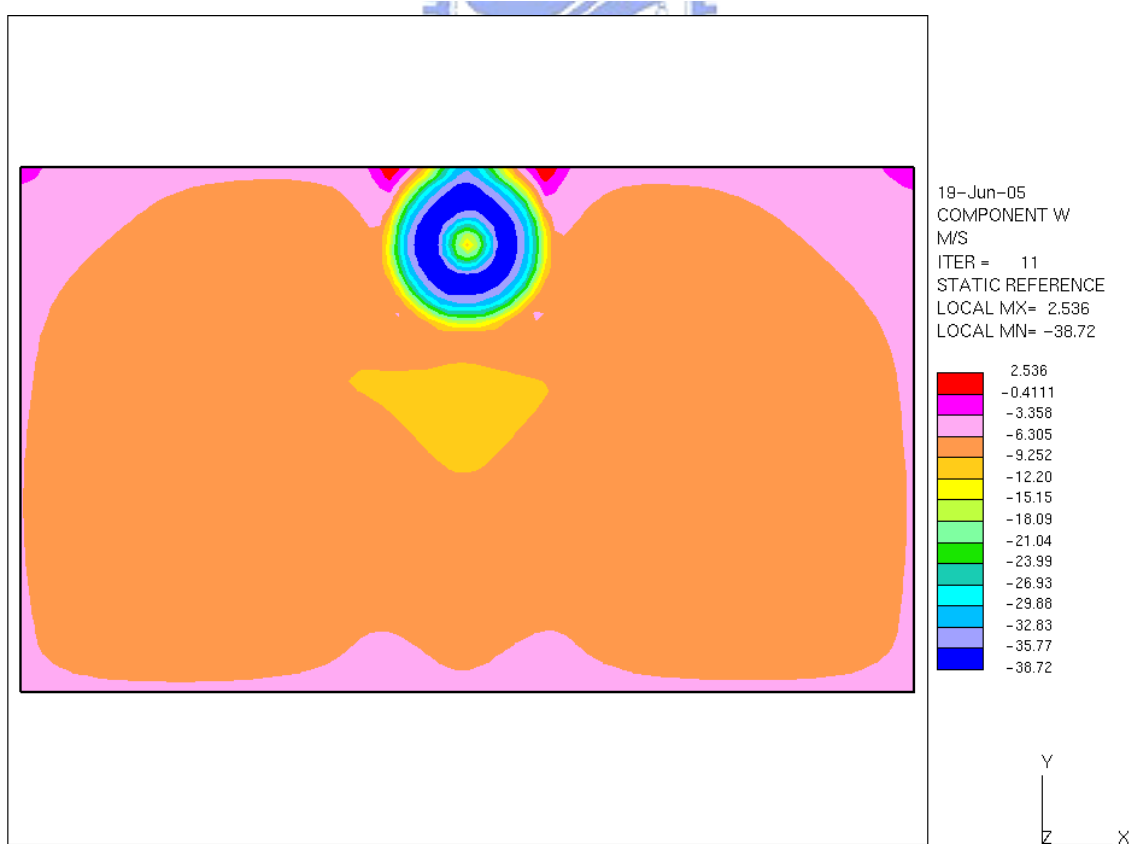 19-Jun-05
COMPONENT W
M/S
ITER = 11
STATIC REFERENCE
LOCAL MX= 2.536
LOCAL MN= -38.72
2.536
-0.4111
-3.358
-6.305
-9.252
-12.20
-15.15
-18.09
-21.04
-23.99
-26.93
-29.88
-32.83
-35.77
-38.72
Y
Z X